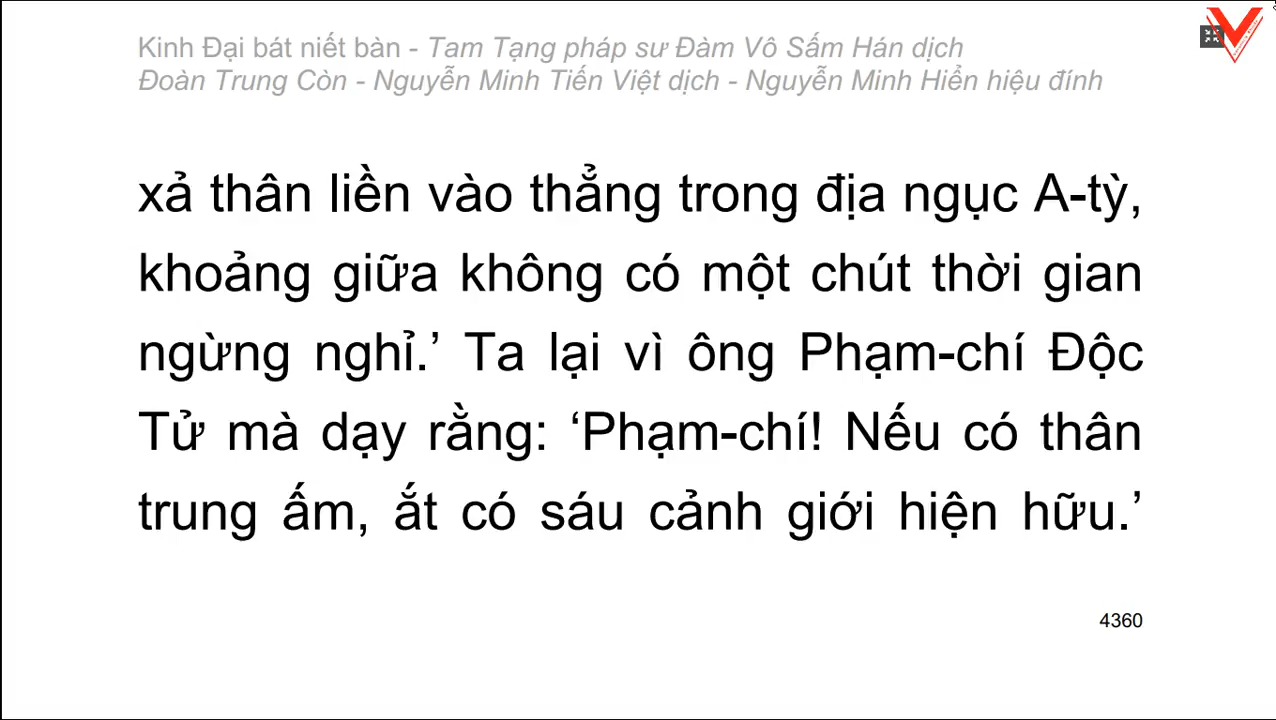 Kinh Đại bát niết bàn - Tam Tạng pháp sư Đàm Vô Sấm Hán dịch
Đoàn Trung Còn - Nguyễn Minh Tiến Việt dịch - Nguyễn Minh Hiển hiệu đính
xả thân liền vào thẳng trong địa ngục A-tỳ,
khoảng giữa không có một chút thời gian
ngừng nghỉ.’ Ta lại vì ông Phạm-chí Độc
Tử mà dạy rằng: ‘Phạm-chí! Nếu có thân
trung ấm, ắt có sáu cảnh giới hiện hữu.’
4360